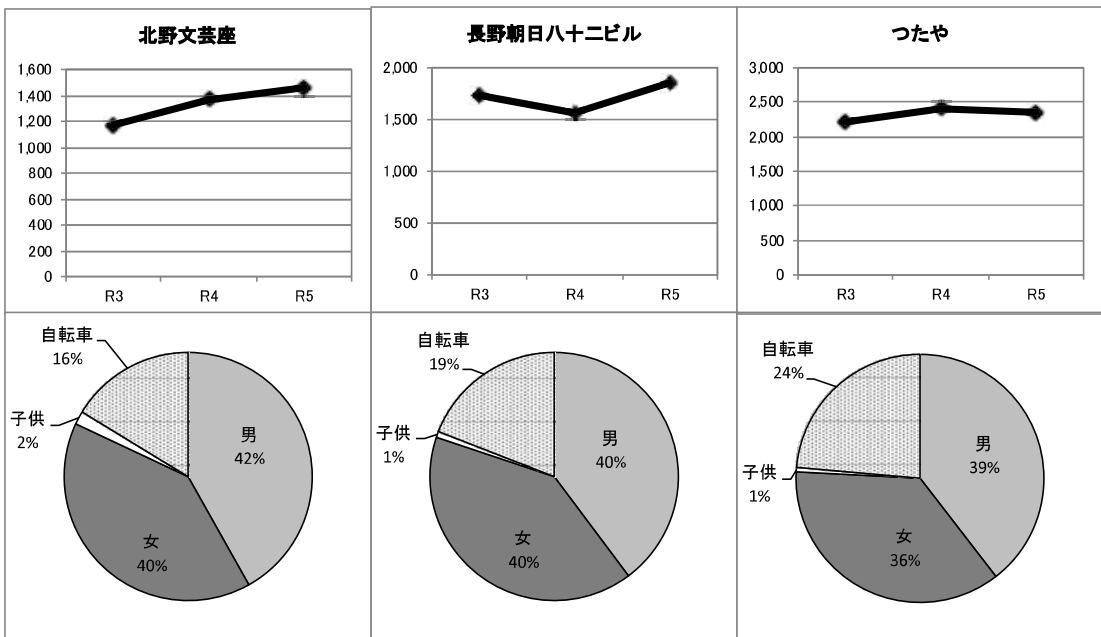 北野文芸座
1,600
1,400
1,200
1,000
800
600
400
200
0
R3
R4
R5
長野朝日八十二ビル
2,000
1,500
1,000
500
0
R3
R4
R5
つたや
3,000
2,500
2,000
1,500
1,000
500
0
R3
R4
R5
自転車
16%
子供
2%
男
42%
女
40%
自転車
19%
子供
1%
男
40%
女
40%
自転車
24%
子供
1%
男
39%
女
36%